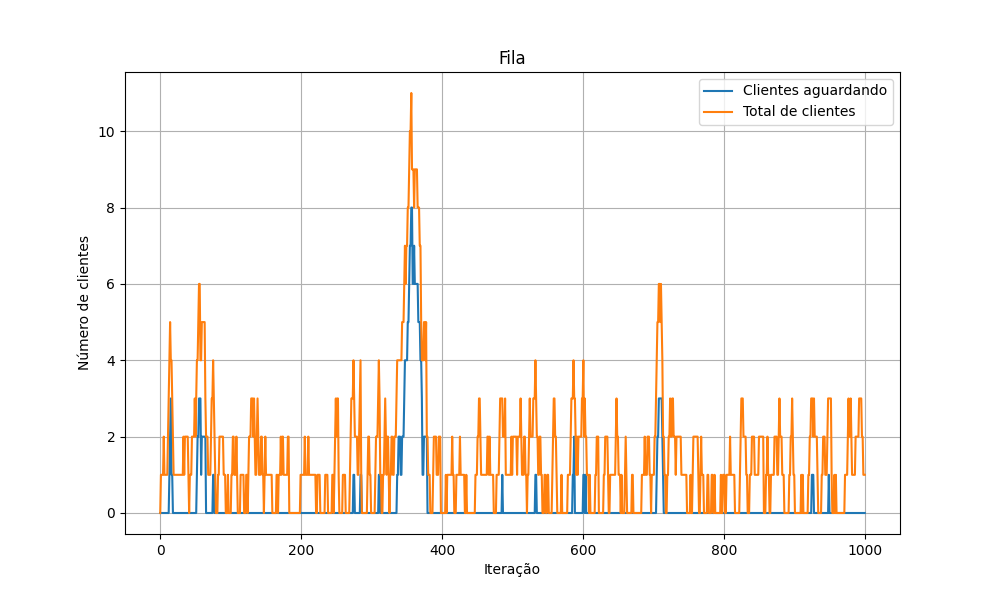 Fila
Clientes aguardando
Total de clientes
Número de clientes
10
8
6
4
2
0
0 200 400 600 800 1000
Iteração